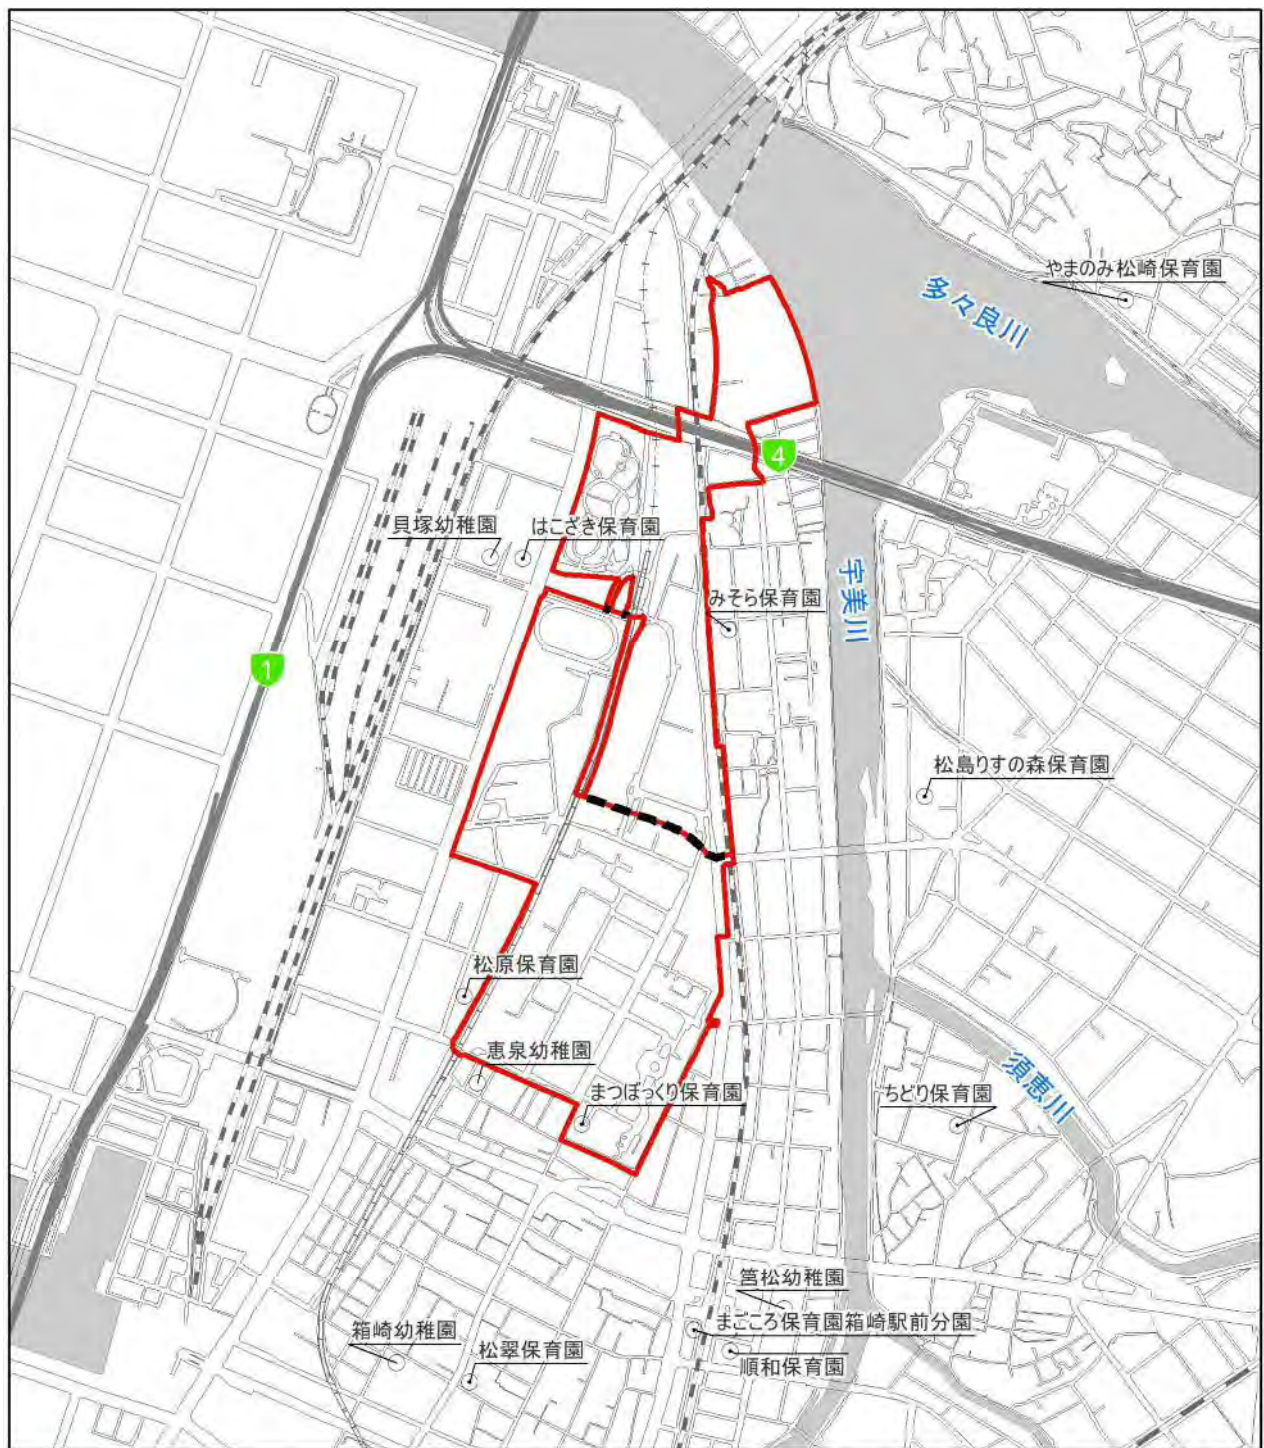 やまのみ松崎保育園
多々良川
4
貝塚幼稚園
はこざき保育園
宇美川
みそら保育園
1
松島りすの森保育園
松原保育園
恵泉幼稚園
まつぼっくり保育園
ちどり保育園
須恵川
筥松幼稚園
まごころ保育園箱崎駅前分園
箱崎幼稚園
松翠保育園
順和保育園